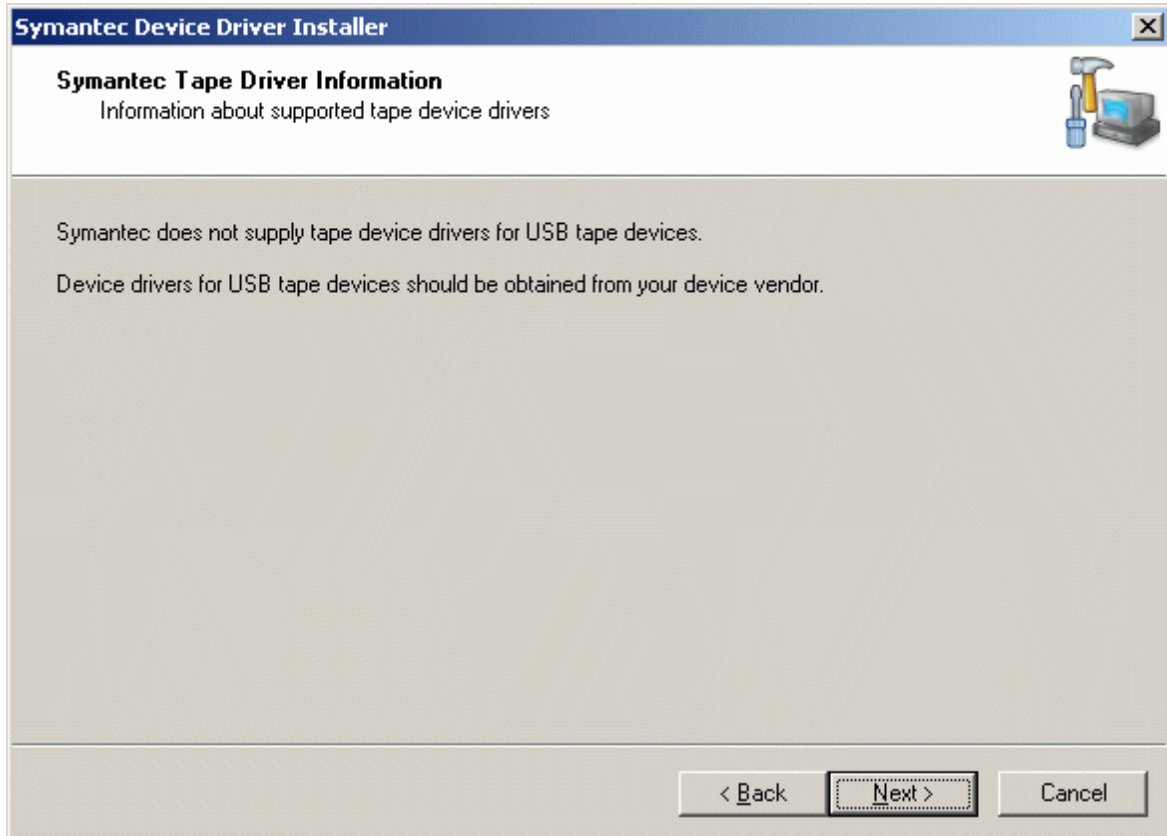 Symantec Device Driver Installer
Symantec Tape Driver Information
Information about supported tape device drivers
Symantec does not supply tape device drivers for USB tape devices.
Device drivers for USB tape devices should be obtained from your device vendor.
< Back Next > Cancel